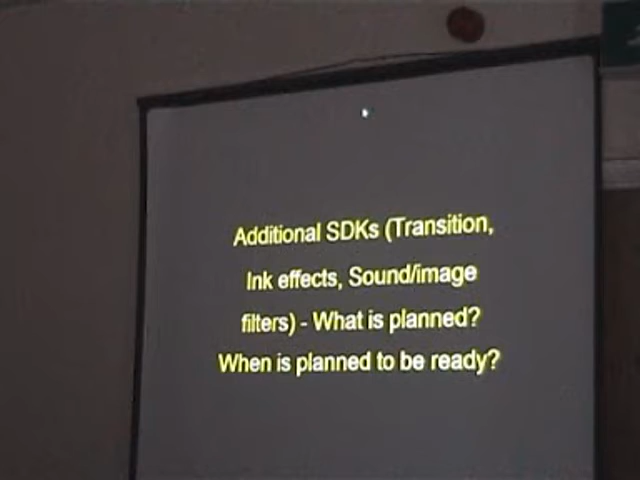 Additional SDKs (Transition,
Ink effects, Sound/image
filters) - What is planned?
When is planned to be ready?